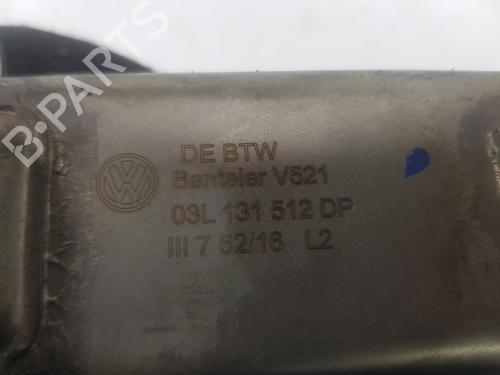 B-PARTS
DE BTW
Benteler V521
03L 131 512 DP
III 7 52/16 L2